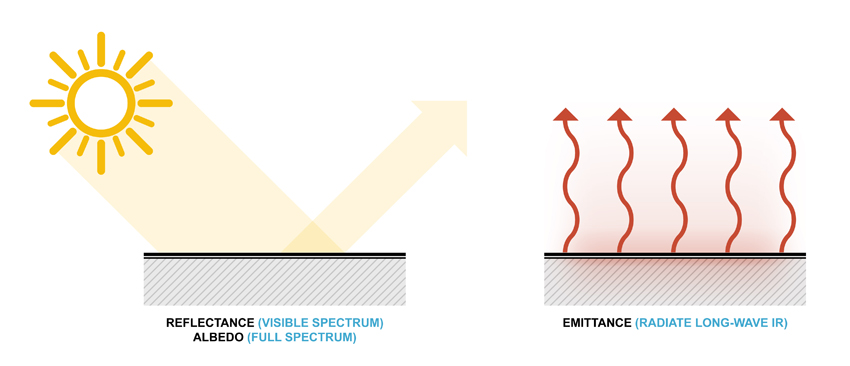 REFLECTANCE (VISIBLE SPECTRUM)
ALBEDO (FULL SPECTRUM)
EMITTANCE (RADIATE LONG-WAVE IR)